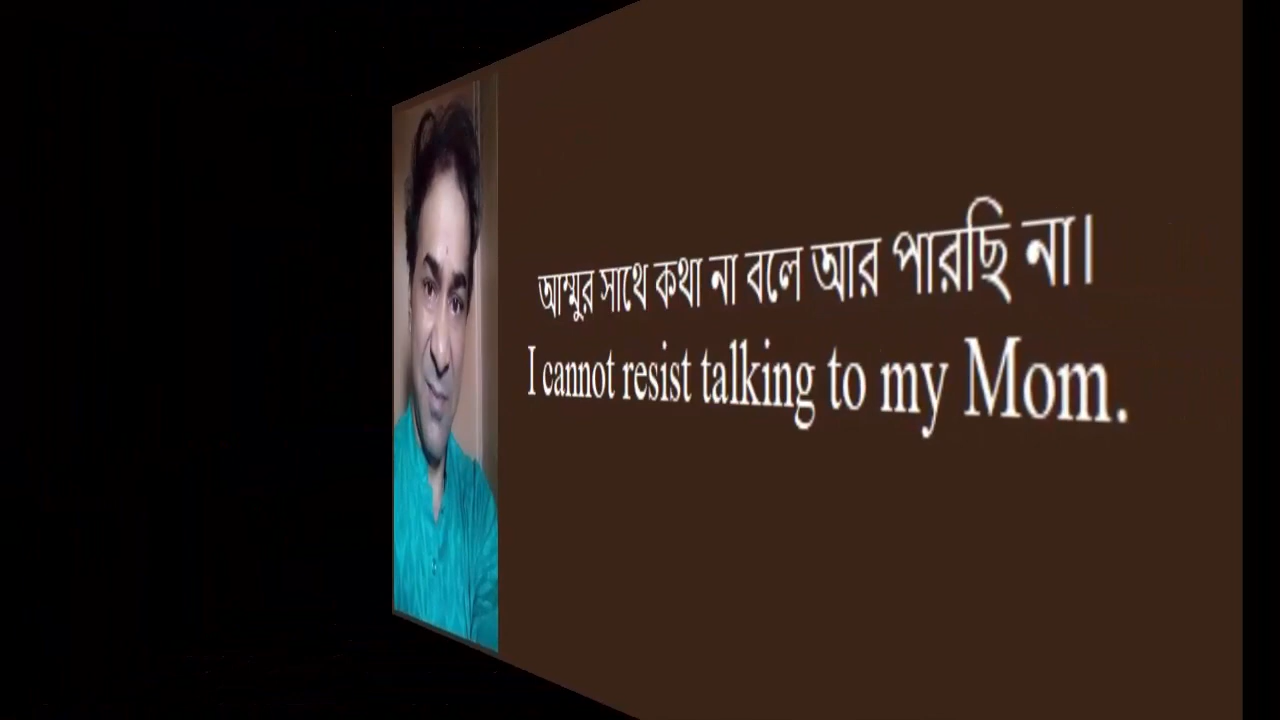 আম্মুর সাথে কথা না বলে আর পারছি না।
I cannot resist talking to my Mom.